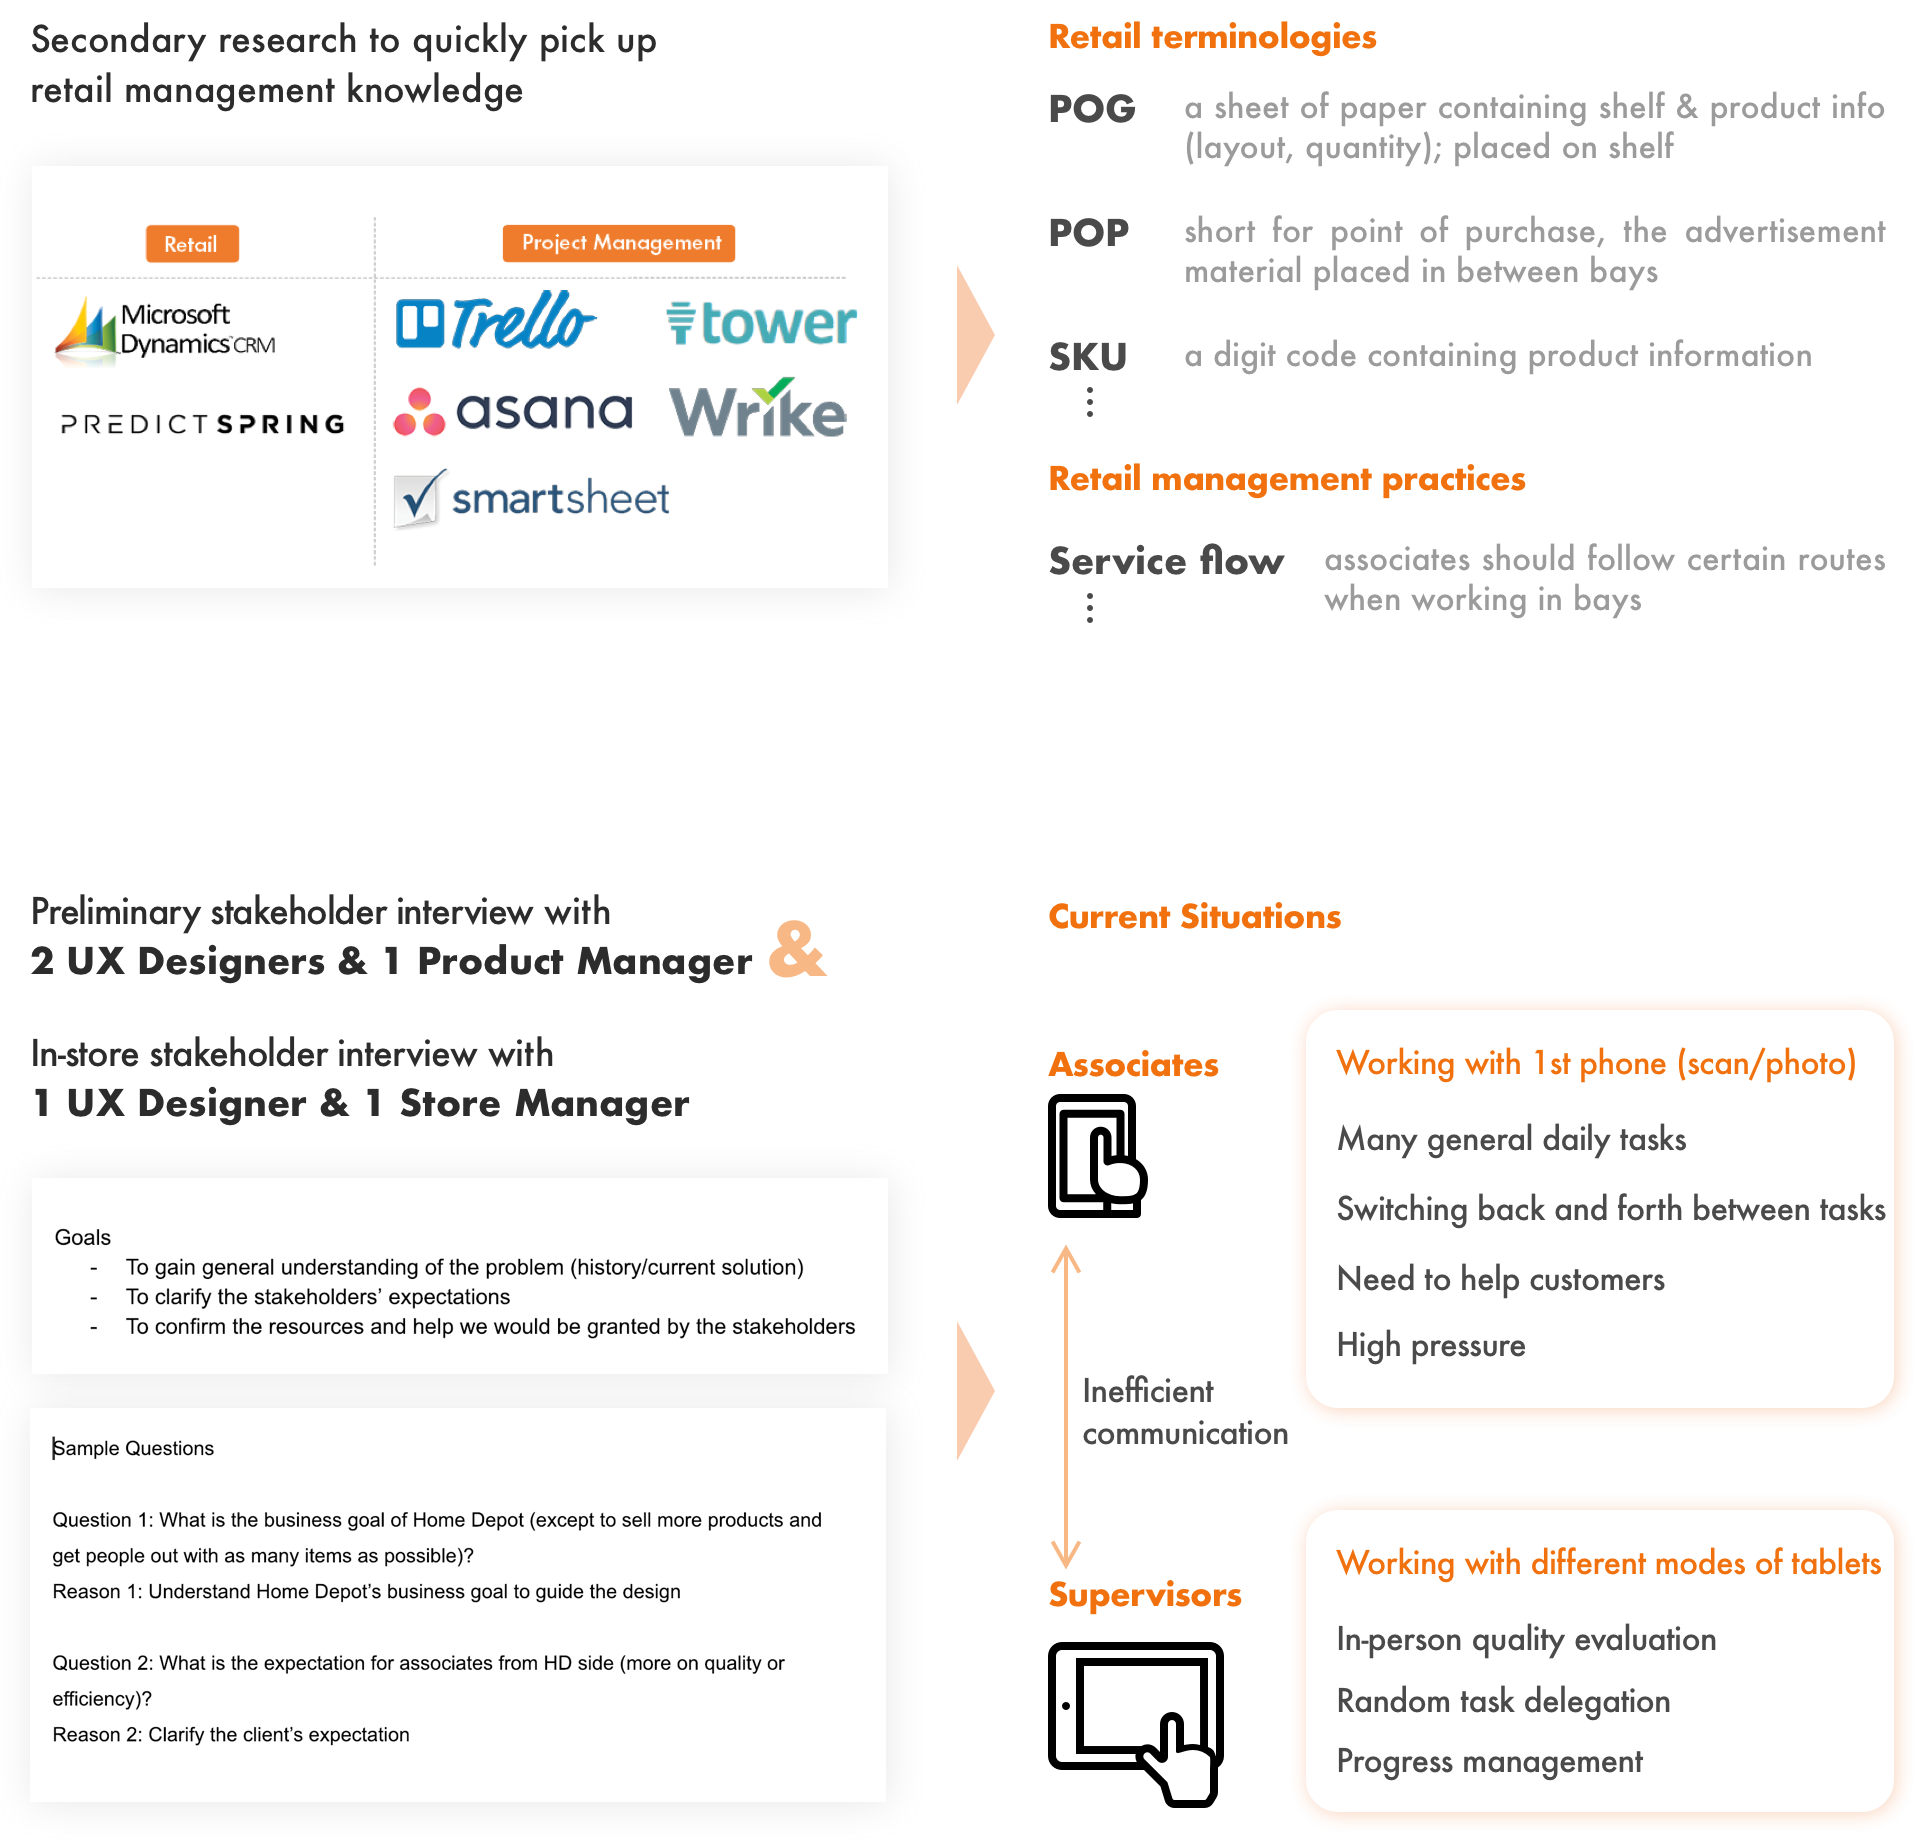 Secondary research to quickly pick up
retail management knowledge
Retail
Project Management
Microsoft
Dynamics CRM
PREDICTSPRING
Trello
tower
asana
Wrike
smartsheet
Retail terminologies
POG
a sheet of paper containing shelf & product info
(layout, quantity); placed on shelf
POP
short for point of purchase, the advertisement
material placed in between bays
SKU
a digit code containing product information
Retail management practices
Service flow
associates should follow certain routes
when working in bays
Preliminary stakeholder interview with
2 UX Designers & 1 Product Manager &
In-store stakeholder interview with
1 UX Designer & 1 Store Manager
Goals
- To gain general understanding of the problem (history/current solution)
- To clarify the stakeholders’ expectations
- To confirm the resources and help we would be granted by the stakeholders
Sample Questions
Question 1: What is the business goal of Home Depot (except to sell more products and
get people out with as many items as possible)?
Reason 1: Understand Home Depot’s business goal to guide the design
Question 2: What is the expectation for associates from HD side (more on quality or
efficiency)?
Reason 2: Clarify the client’s expectation
Current Situations
Associates
Working with 1st phone (scan/photo)
Many general daily tasks
Switching back and forth between tasks
Need to help customers
High pressure
Inefficient
communication
Supervisors
Working with different modes of tablets
In-person quality evaluation
Random task delegation
Progress management